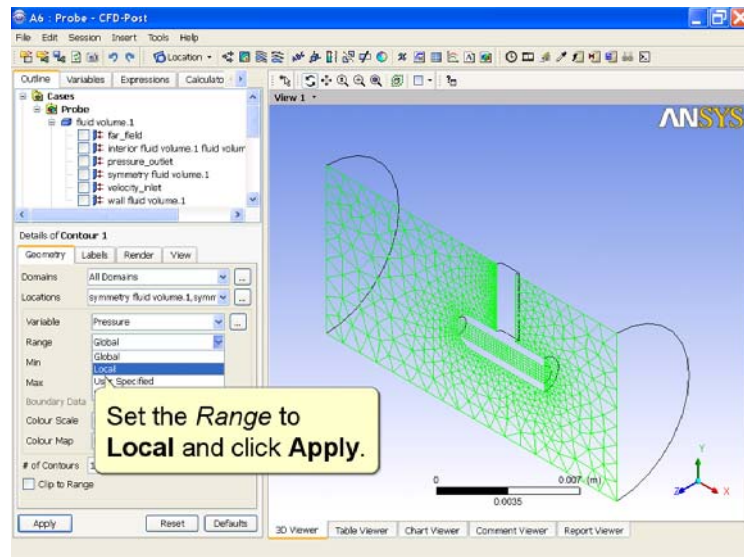 A6 : Probe - CFD-Post
File Edit Session Insert Tools Help
Location
Outline Variables Expressions Calculato
Cases
Probe
fluid volume.1
far_field
interior fluid volume.1 fluid volum
pressure_outlet
symmetry fluid volume.1
velocity_inlet
wall fluid volume.1
Details of Contour 1
Geometry Labels Render View
Domains All Domains ...
Locations symmetry fluid volume.1,symm ...
Variable Pressure ...
Range Global
Global
Min Local
Max User Specified
Boundary Data
Colour Scale
Colour Map
# of Contours
Clip to Range
Apply Reset Defaults
Set the Range to
Local and click Apply.
View 1
ANSYS
0 0.007 (m)
0.0035
Y
Z X
3D Viewer Table Viewer Chart Viewer Comment Viewer Report Viewer